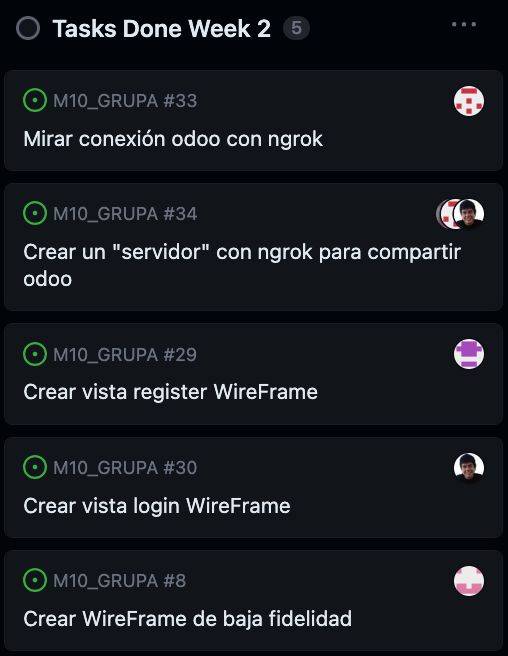 Tasks Done Week 2 5
M10_GRUPA #33
Mirar conexión odoo con ngrok
M10_GRUPA #34
Crear un "servidor" con ngrok para compartir
odoo
M10_GRUPA #29
Crear vista register WireFrame
M10_GRUPA #30
Crear vista login WireFrame
M10_GRUPA #8
Crear WireFrame de baja fidelidad